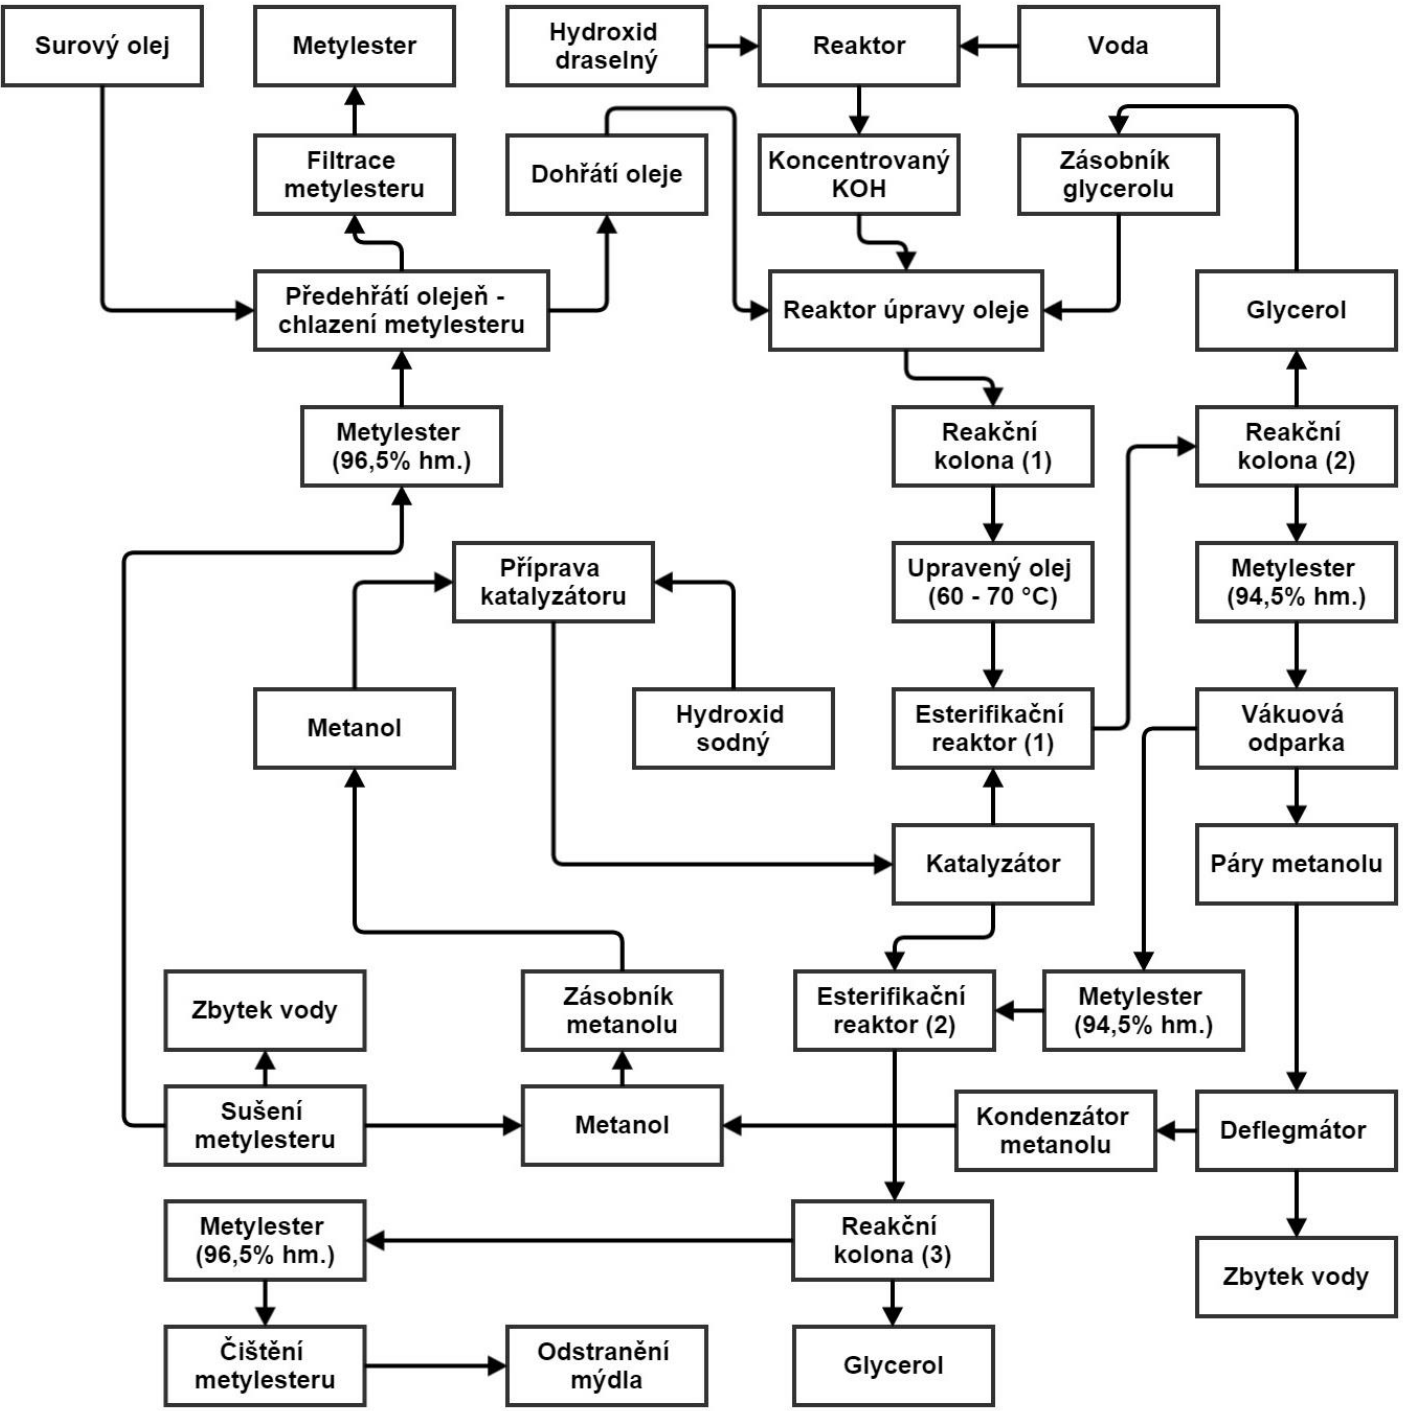 Surový olej
Metylester
Hydroxid
draselný
Reaktor
Voda
Filtrace
metylesteru
Dohřátí oleje
Koncentrovaný
KOH
Zásobník
glycerolu
Předehřátí olejeň -
chlazení metylesteru
Reaktor úpravy oleje
Glycerol
Metylester
(96,5% hm.)
Reakční
kolona (1)
Reakční
kolona (2)
Příprava
katalyzátoru
Upravený olej
(60 - 70 °C)
Metylester
(94,5% hm.)
Metanol
Hydroxid
sodný
Esterifikační
reaktor (1)
Vákuová
odparka
Katalyzátor
Páry metanolu
Zbytek vody
Zásobník
metanolu
Esterifikační
reaktor (2)
Metylester
(94,5% hm.)
Sušení
metylesteru
Metanol
Kondenzátor
metanolu
Deflegmátor
Metylester
(96,5% hm.)
Reakční
kolona (3)
Zbytek vody
Čištění
metylesteru
Odstranění
mýdla
Glycerol